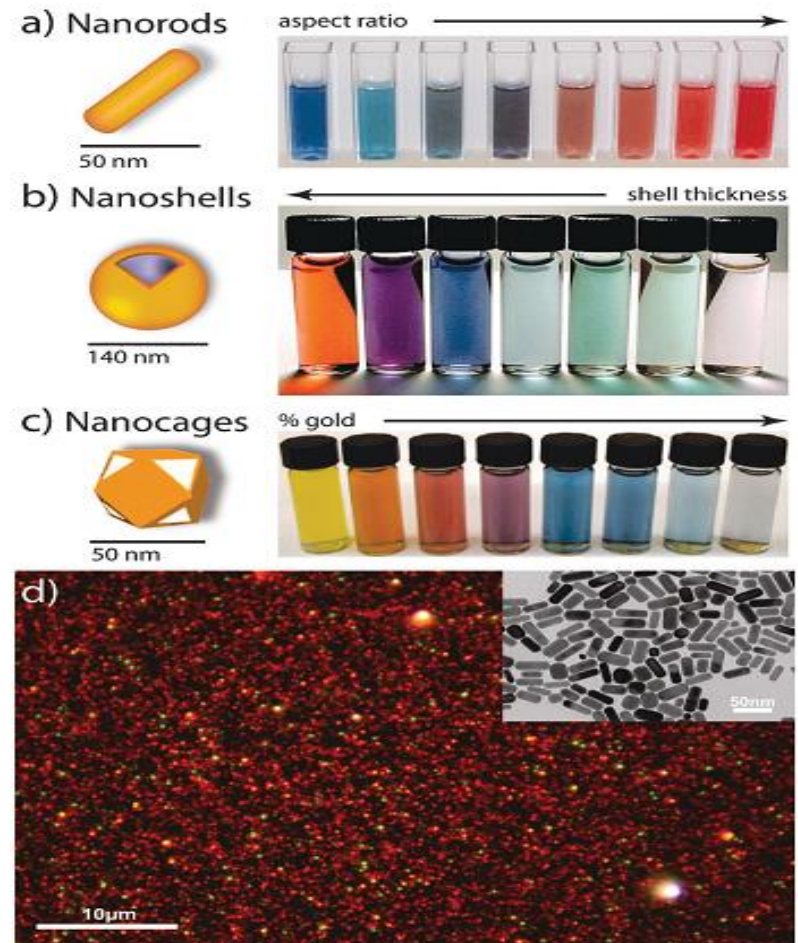 a) Nanorods
aspect ratio
50 nm
b) Nanoshells
shell thickness
140 nm
c) Nanocages
% gold
50 nm
d)
50nm
10μm